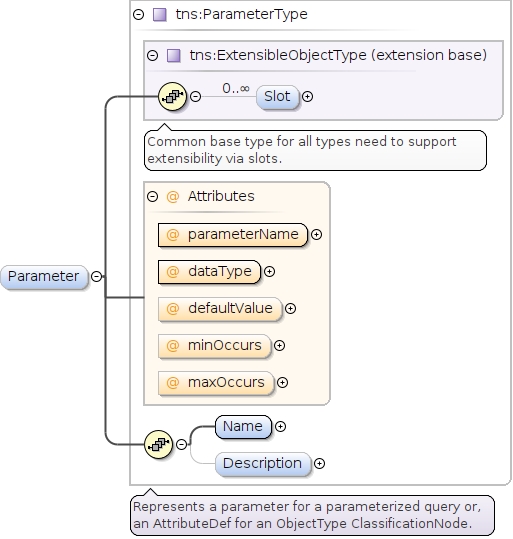 tns:ParameterType
tns:ExtensibleObjectType (extension base)
0..∞
Slot
Common base type for all types need to support
extensibility via slots.
@ Attributes
@ parameterName
@ dataType
@ defaultValue
@ minOccurs
@ maxOccurs
Parameter
Name
Description
Represents a parameter for a parameterized query or,
an AttributeDef for an ObjectType ClassificationNode.